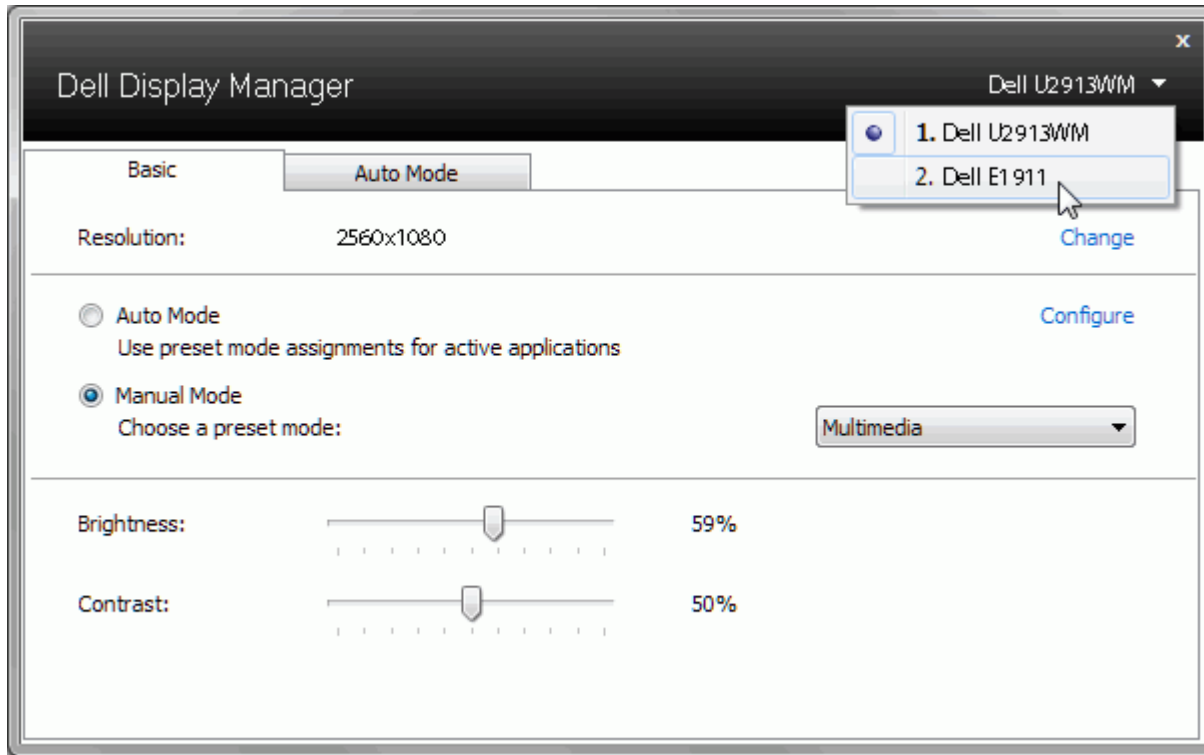 x
Dell Display Manager
Dell U2913WM
1. Dell U2913WM
2. Dell E1911
Basic
Auto Mode
Resolution:
2560x1080
Change
Auto Mode
Configure
Use preset mode assignments for active applications
Manual Mode
Choose a preset mode:
Multimedia
Brightness:
59%
Contrast:
50%